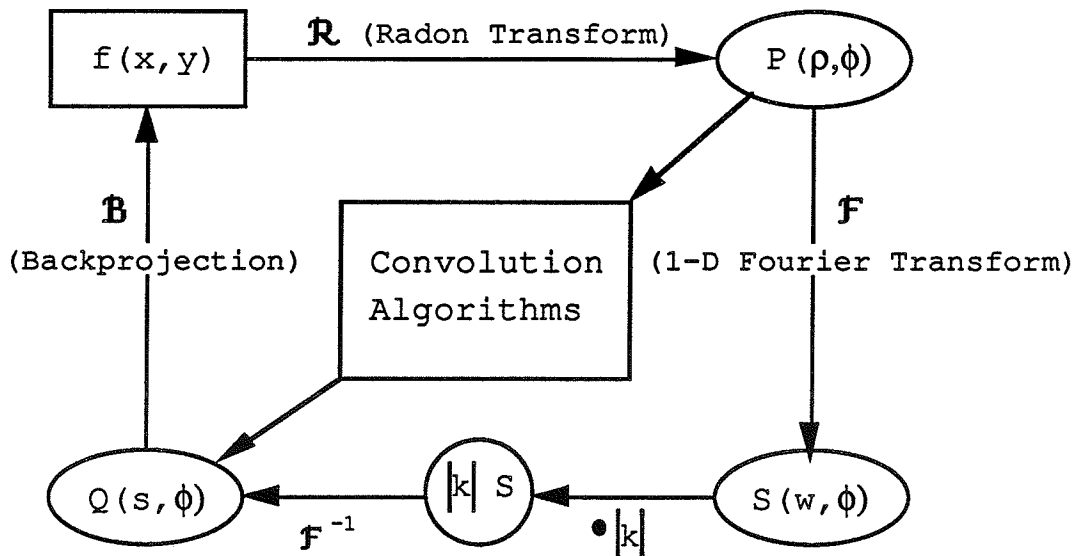 ℜ (Radon Transform)
f(x,y)
P(ρ,ϕ)
𝔹
(Backprojection)
Convolution
Algorithms
𝔽
(1-D Fourier Transform)
Q(s,ϕ)
|k| S
S(w,ϕ)
𝔽⁻¹
•|k|